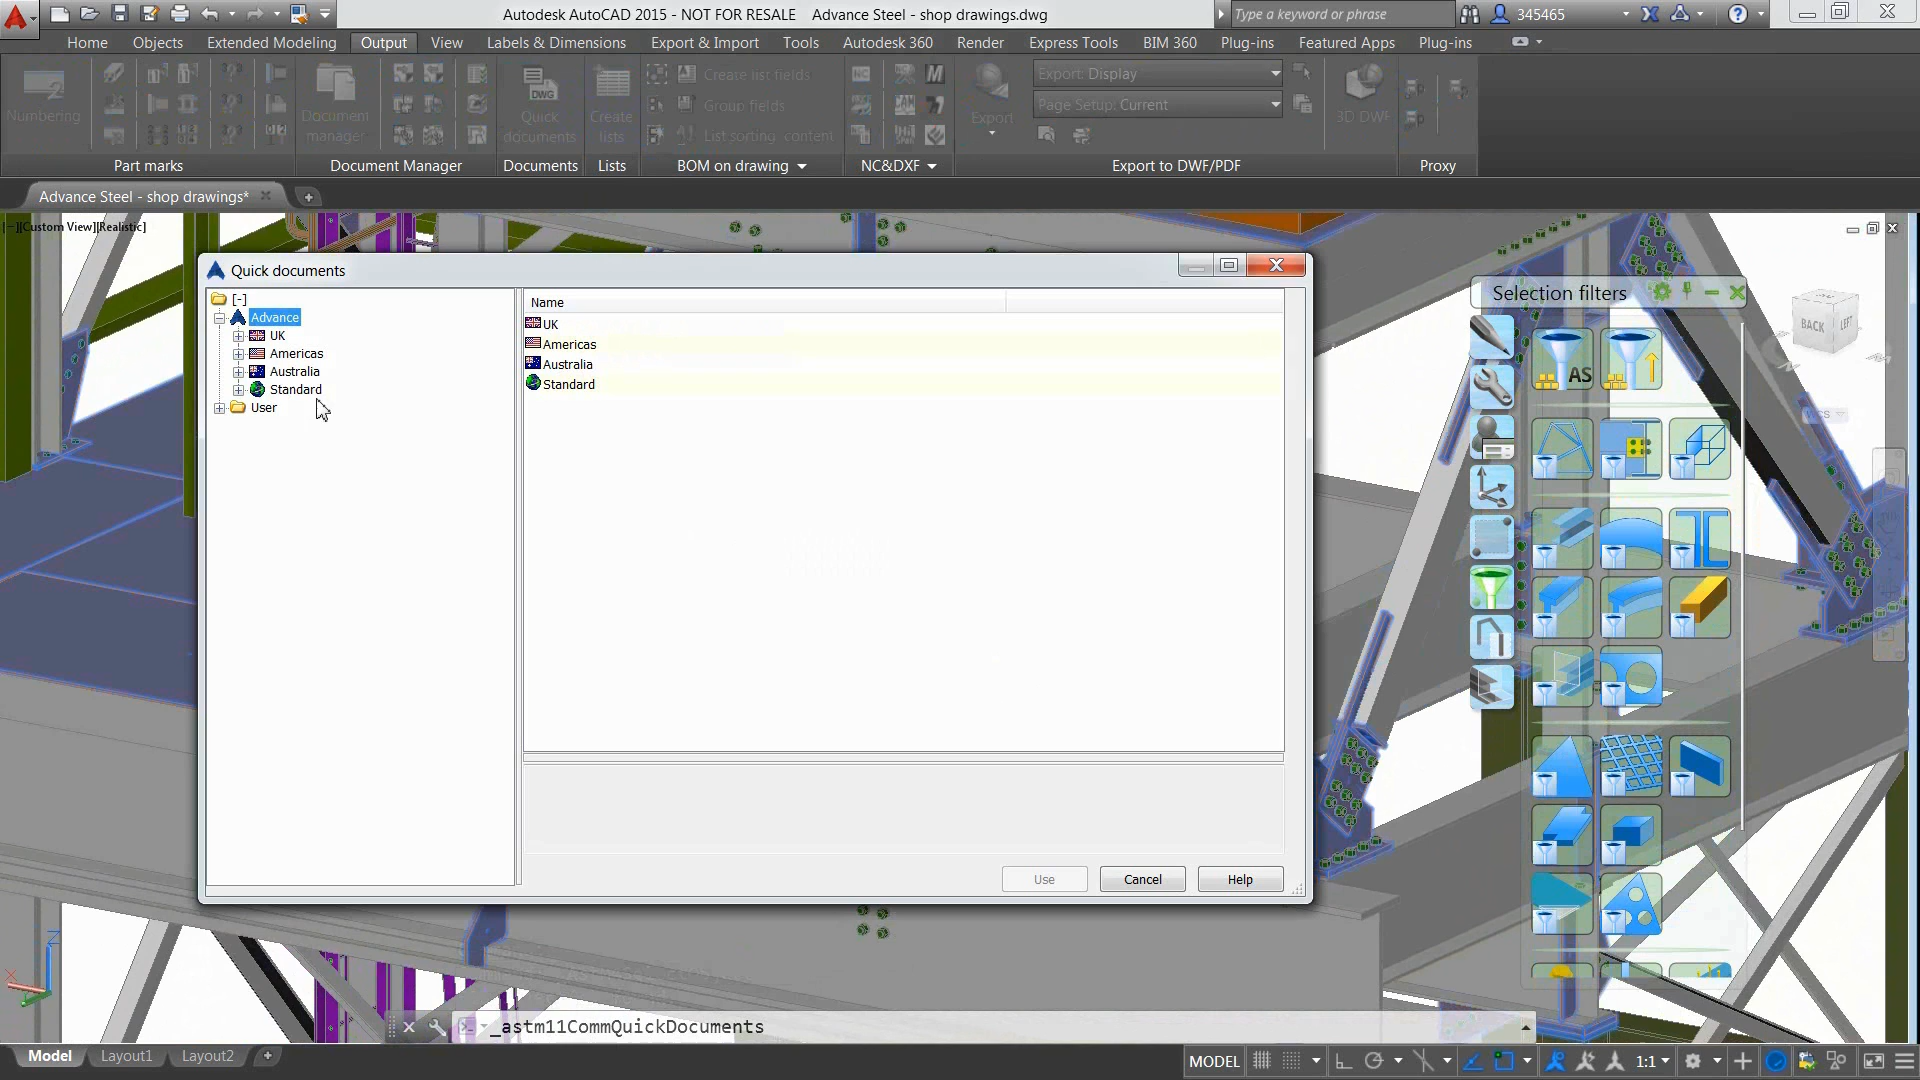 Autodesk AutoCAD 2015 - NOT FOR RESALE Advance Steel - shop drawings.dwg
Type a keyword or phrase
345465
Home Objects Extended Modeling Output View Labels & Dimensions Export & Import Tools Autodesk 360 Render Express Tools BIM 360 Plug-ins Featured Apps Plug-ins
Numbering
Document manager
DWG
Quick documents
Create lists
Create list fields
Group fields
List sorting content
NC
Export
Export: Display
Page Setup: Current
3D DWF
Part marks Document Manager Documents Lists BOM on drawing NC&DXF Export to DWF/PDF Proxy
Advance Steel - shop drawings*
[-][Custom View][Realistic]
Quick documents
[-]
Advance
UK
Americas
Australia
Standard
User
Name
UK
Americas
Australia
Standard
Use Cancel Help
Selection filters
AS
BACK
LEFT
WCS
_astm11CommQuickDocuments
Model Layout1 Layout2
MODEL
1:1